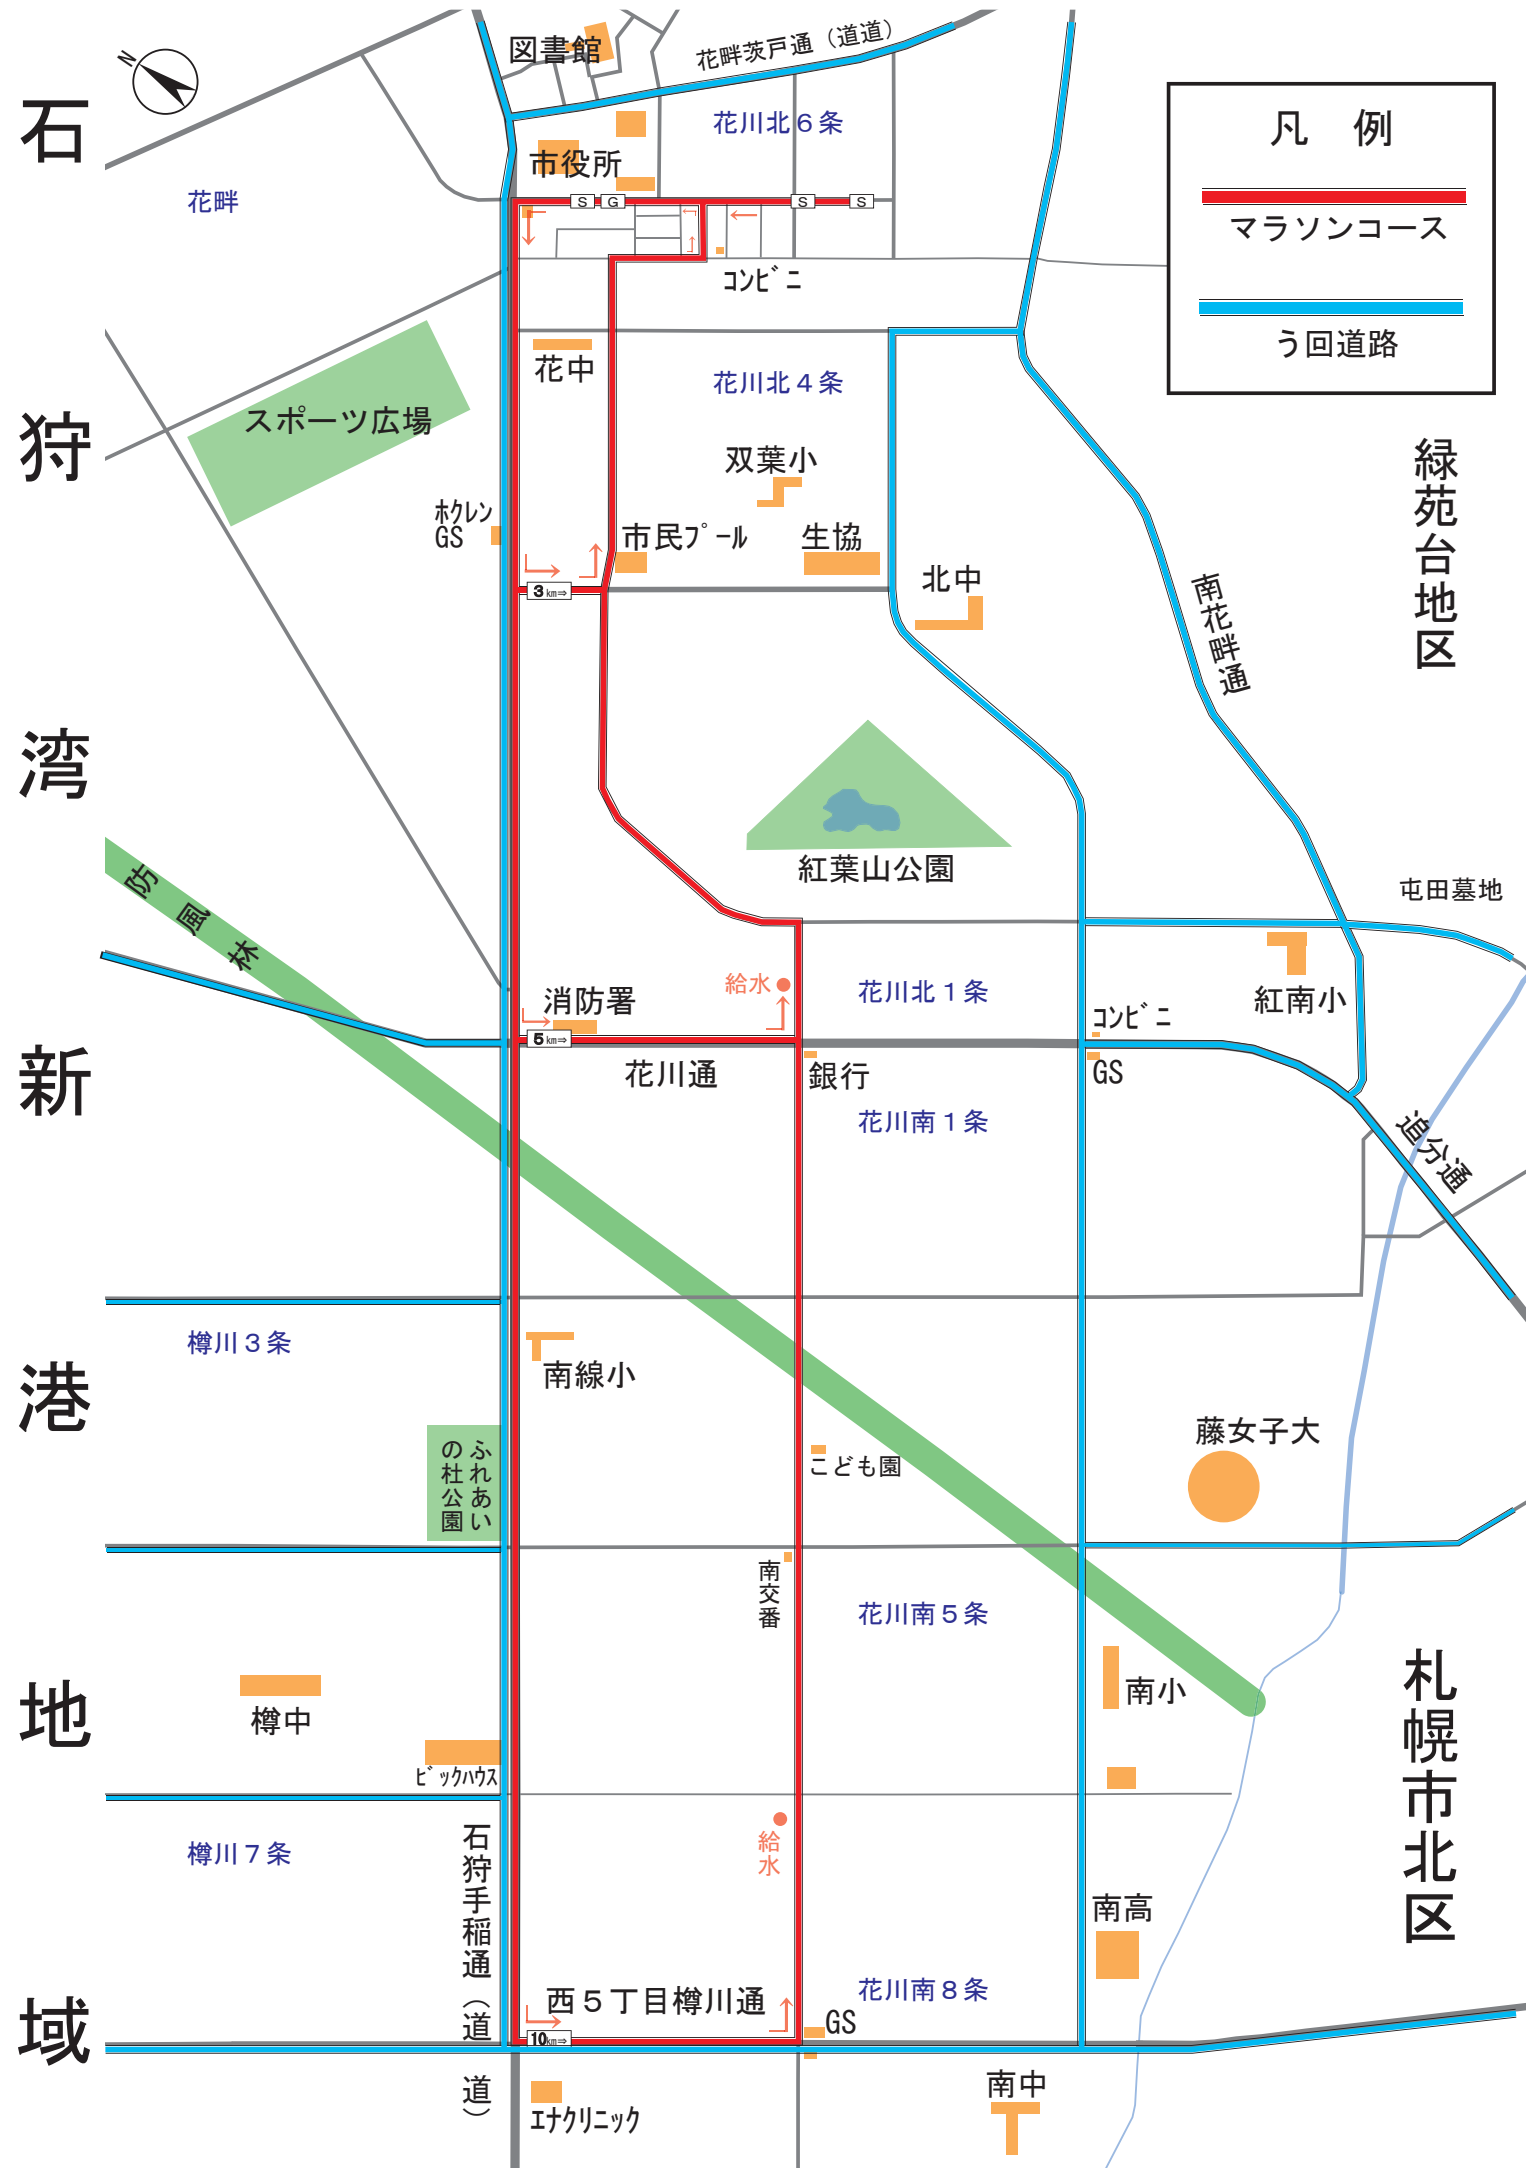 石狩湾新港地域
N
図書館
花畔茨戸通（道道）
凡　例
マラソンコース
う回道路
花川北６条
市役所
花畔
S
G
S
S
コンビニ
花中
花川北４条
スポーツ広場
双葉小
緑苑台地区
ホクレン
GS
市民プール
生協
北中
3km⇒
南花畔通
紅葉山公園
防風林
屯田墓地
給水
花川北１条
消防署
紅南小
コンビニ
5km⇒
花川通
銀行
GS
花川南１条
追分通
樽川３条
南線小
藤女子大
ふれあい
の杜公園
こども園
南交番
花川南５条
南小
樽中
札幌市北区
ビックハウス
樽川７条
給水
石狩手稲通（道道）
南高
花川南８条
西５丁目樽川通
GS
10km⇒
南中
エナクリニック